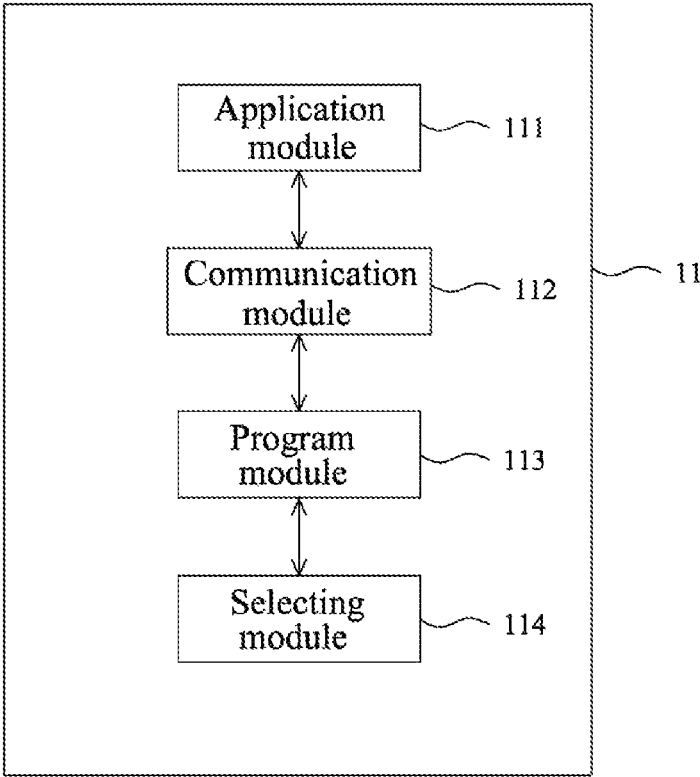 Application
module
111
Communication
module
112
11
Program
module
113
Selecting
module
114